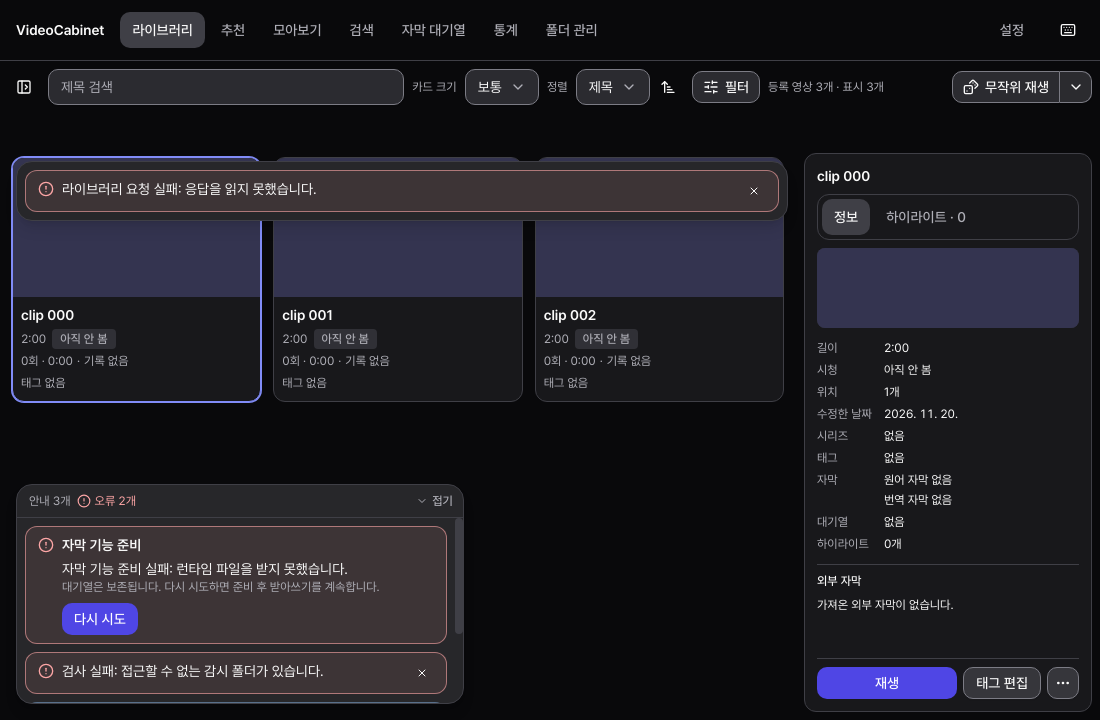 VideoCabinet 라이브러리 추천 모아보기 검색 자막 대기열 통계 폴더 관리 설정
제목 검색 카드 크기 보통 정렬 제목 필터 등록 영상 3개 · 표시 3개 무작위 재생
라이브러리 요청 실패: 응답을 읽지 못했습니다.
clip 000
2:00 아직 안 봄
0회 · 0:00 · 기록 없음
태그 없음
clip 001
2:00 아직 안 봄
0회 · 0:00 · 기록 없음
태그 없음
clip 002
2:00 아직 안 봄
0회 · 0:00 · 기록 없음
태그 없음
안내 3개 오류 2개 접기
자막 기능 준비
자막 기능 준비 실패: 런타임 파일을 받지 못했습니다.
대기열은 보존됩니다. 다시 시도하면 준비 후 받아쓰기를 계속합니다.
다시 시도
검사 실패: 접근할 수 없는 감시 폴더가 있습니다.
clip 000
정보 하이라이트 · 0
길이 2:00
시청 아직 안 봄
위치 1개
수정한 날짜 2026. 11. 20.
시리즈 없음
태그 없음
자막 원어 자막 없음
번역 자막 없음
대기열 없음
하이라이트 0개
외부 자막
가져온 외부 자막이 없습니다.
재생 태그 편집